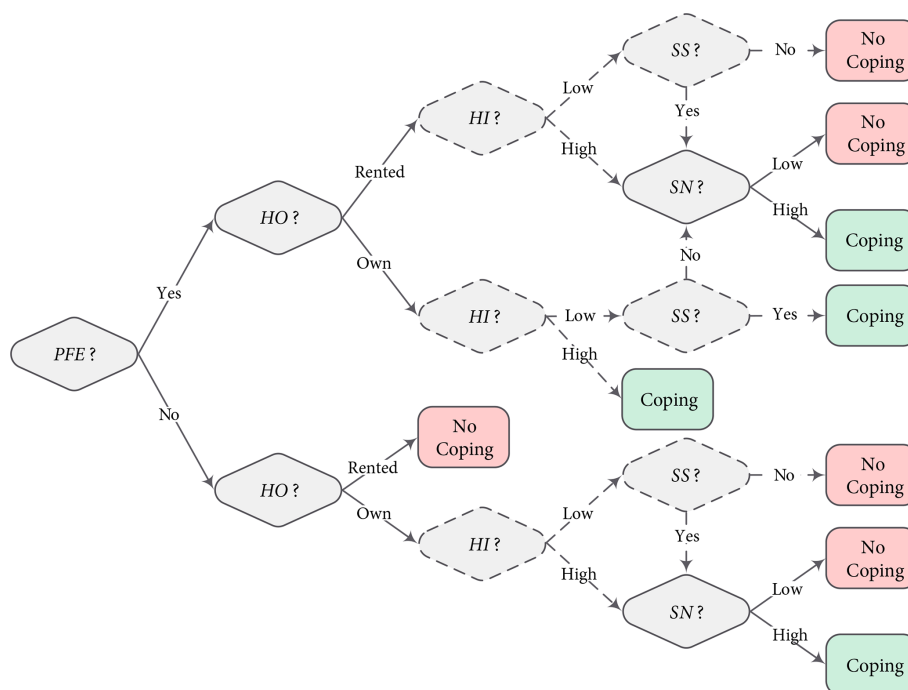 SS?
No
No
Coping
Low
HI?
Yes
High
No
Coping
Rented
Low
SN?
HO?
High
Coping
Own
No
Yes
HI?
Low
SS?
Yes
Coping
PFE?
High
Coping
No
No
Coping
Rented
SS?
No
No
Coping
HO?
Own
Low
Yes
HI?
High
No
Coping
Low
SN?
High
Coping